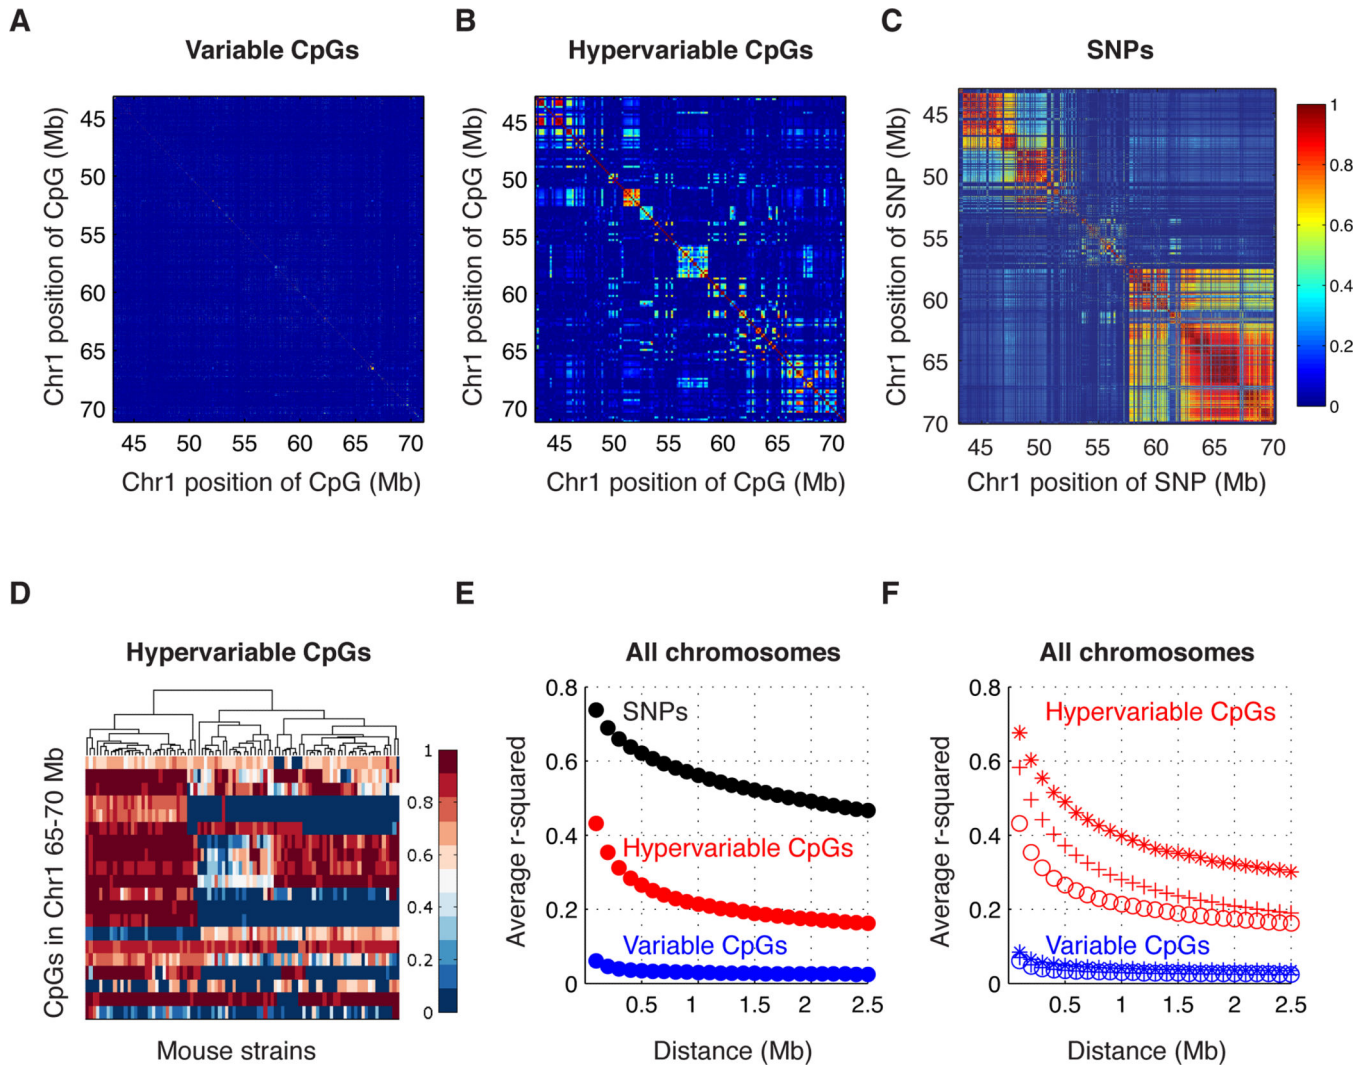 A
Variable CpGs
Chr1 position of CpG (Mb)
45
50
55
60
65
70
45 50 55 60 65 70
Chr1 position of CpG (Mb)
B
Hypervariable CpGs
Chr1 position of CpG (Mb)
45
50
55
60
65
70
45 50 55 60 65 70
Chr1 position of CpG (Mb)
C
SNPs
Chr1 position of SNP (Mb)
45
50
55
60
65
70
45 50 55 60 65 70
Chr1 position of SNP (Mb)
1
0.8
0.6
0.4
0.2
0
D
Hypervariable CpGs
CpGs in Chr1 65-70 Mb
Mouse strains
1
0.8
0.6
0.4
0.2
0
E
All chromosomes
Average r-squared
0.8
0.6
0.4
0.2
0
SNPs
Hypervariable CpGs
Variable CpGs
0.5 1 1.5 2 2.5
Distance (Mb)
F
All chromosomes
Average r-squared
0.8
0.6
0.4
0.2
0
Hypervariable CpGs
Variable CpGs
0.5 1 1.5 2 2.5
Distance (Mb)